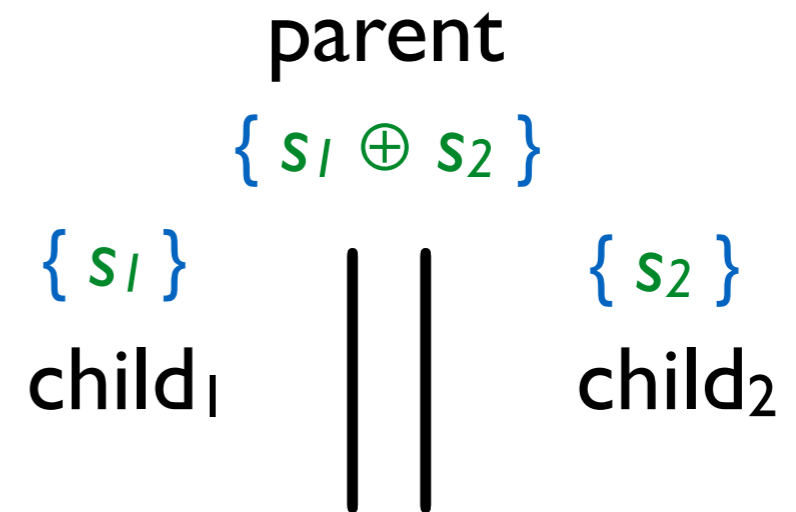 parent
{ s₁ ⊕ s₂ }
{ s₁ } { s₂ }
child₁ || child₂